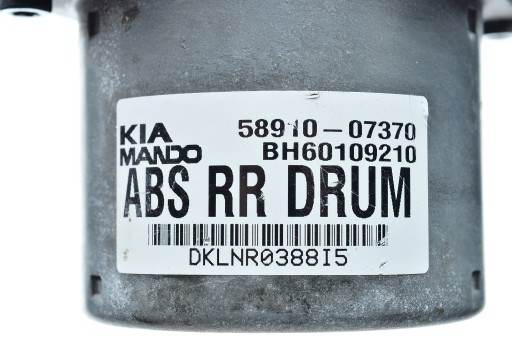 KIA 58910-07370
MANDO BH60109210
ABS RR DRUM
DKLNR0388I5